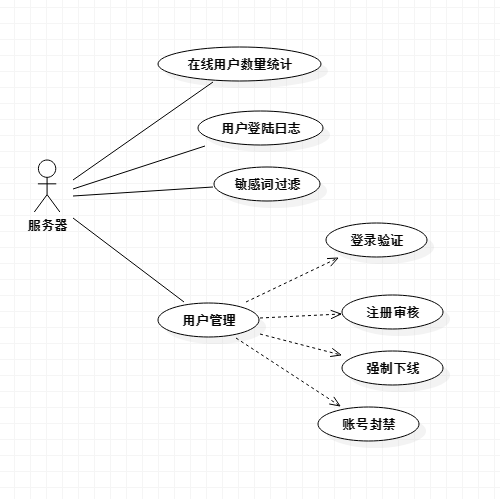 在线用户数量统计
用户登陆日志
敏感词过滤
服务器
登录验证
用户管理
注册审核
强制下线
账号封禁